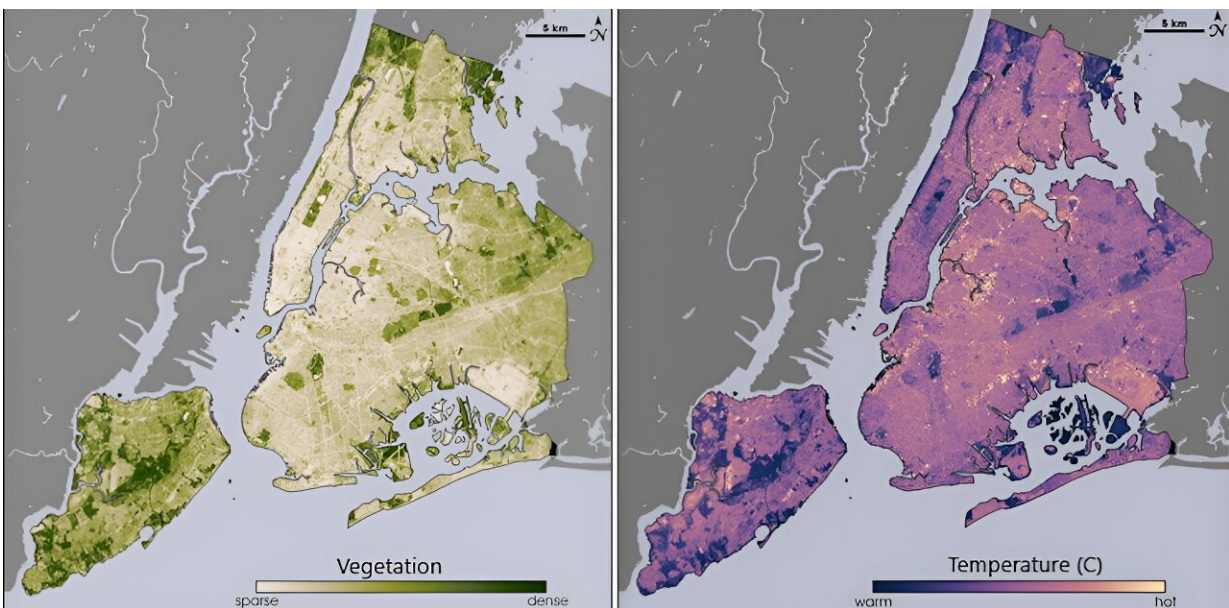 5 km
N
Vegetation
sparse
dense
5 km
N
Temperature (C)
warm
hot